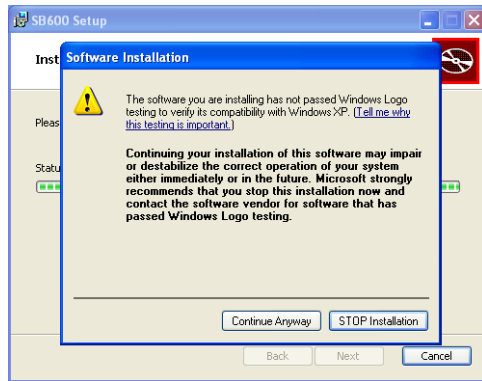 SB600 Setup
Inst
Software Installation
The software you are installing has not passed Windows Logo
testing to verify its compatibility with Windows XP. (Tell me why
this testing is important.)
Pleas
Continuing your installation of this software may impair
or destabilize the correct operation of your system
either immediately or in the future. Microsoft strongly
recommends that you stop this installation now and
contact the software vendor for software that has
passed Windows Logo testing.
Statu
Continue Anyway
STOP Installation
Back
Next
Cancel